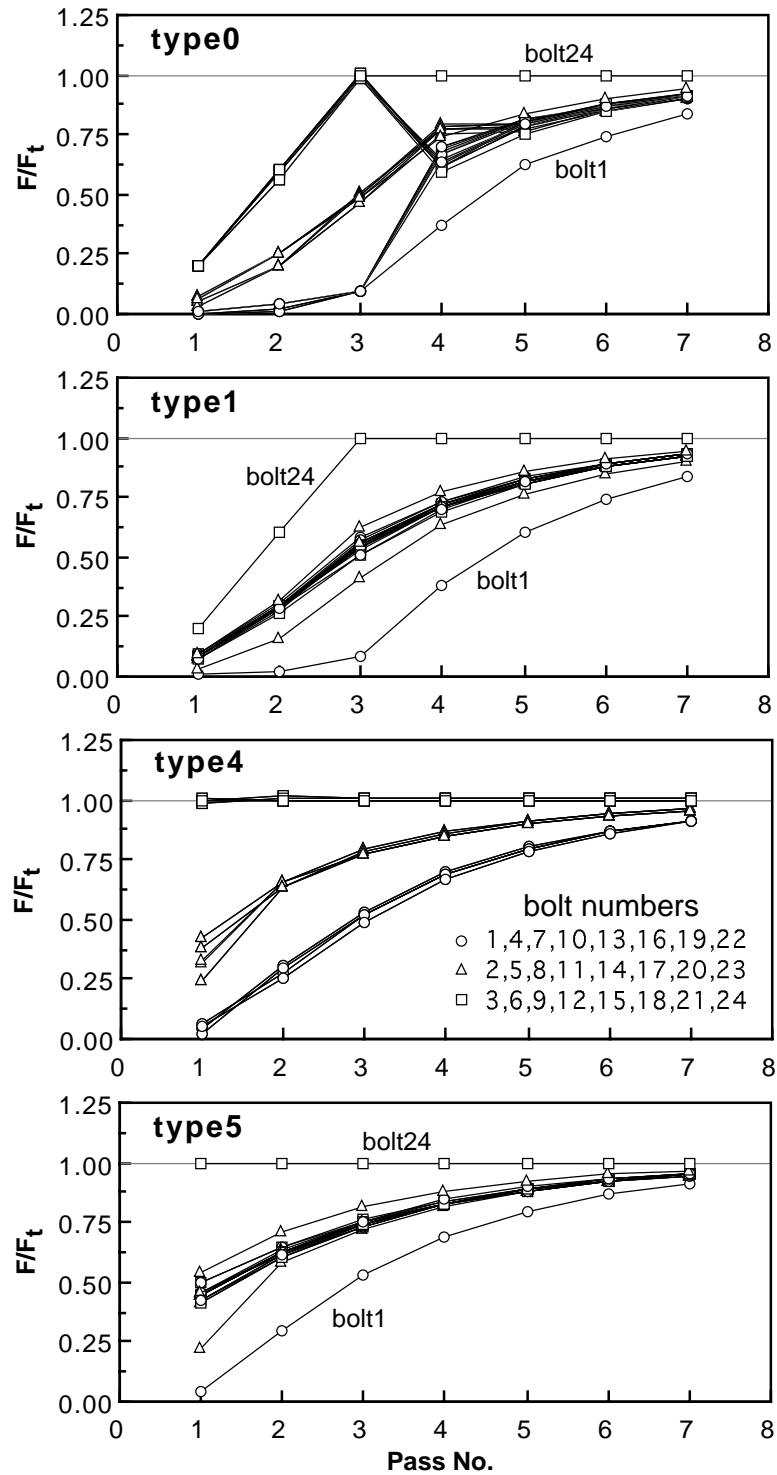 1.25
type0
bolt24
1.00
0.75
F/Ft
bolt1
0.50
0.25
0.00
0 1 2 3 4 5 6 7 8
1.25
type1
1.00
bolt24
0.75
F/Ft
0.50
bolt1
0.25
0.00
0 1 2 3 4 5 6 7 8
1.25
type4
1.00
0.75
F/Ft
bolt numbers
0.50
1,4,7,10,13,16,19,22
2,5,8,11,14,17,20,23
0.25
3,6,9,12,15,18,21,24
0.00
0 1 2 3 4 5 6 7 8
1.25
type5
bolt24
1.00
0.75
F/Ft
0.50
bolt1
0.25
0.00
0 1 2 3 4 5 6 7 8
Pass No.